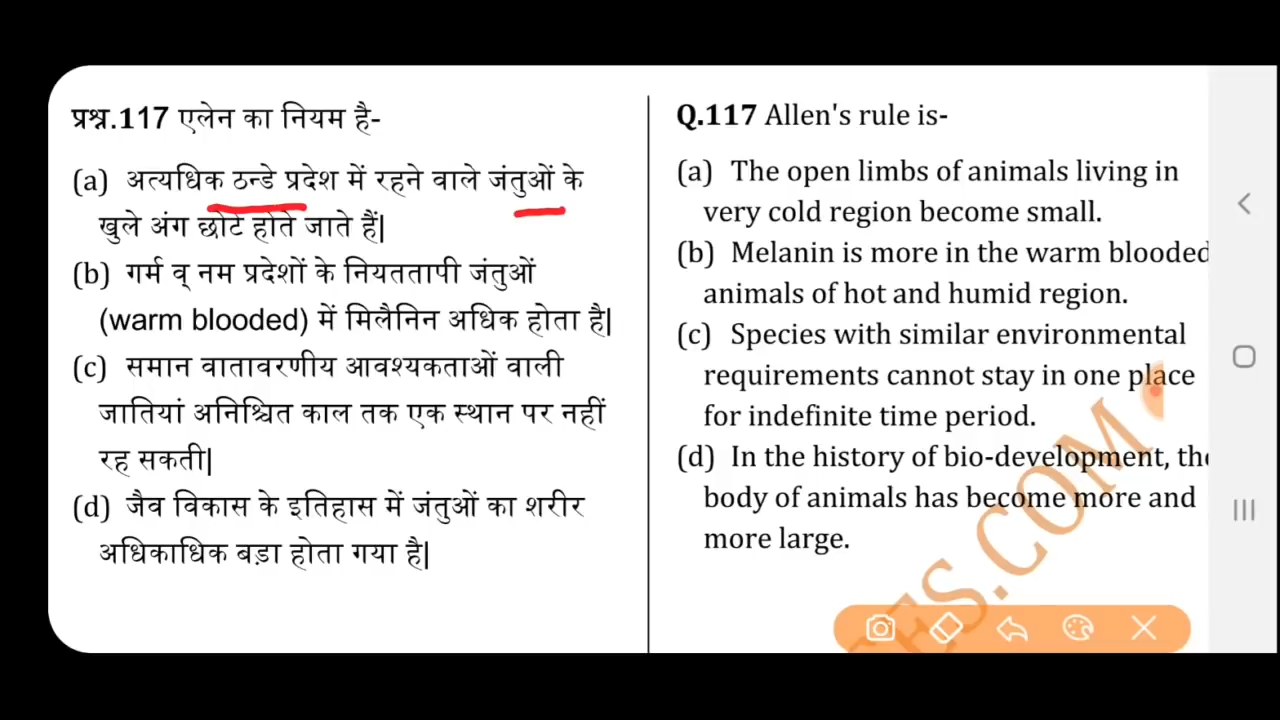 प्रश्न.117 एलेन का नियम है-
(a) अत्यधिक ठन्डे प्रदेश में रहने वाले जंतुओं के
खुले अंग छोटे होते जाते हैं|
(b) गर्म व् नम प्रदेशों के नियततापी जंतुओं
(warm blooded) में मिलैनिन अधिक होता है|
(c) समान वातावरणीय आवश्यकताओं वाली
जातियां अनिश्चित काल तक एक स्थान पर नहीं
रह सकती|
(d) जैव विकास के इतिहास में जंतुओं का शरीर
अधिकाधिक बड़ा होता गया है|
Q.117 Allen's rule is-
(a) The open limbs of animals living in
very cold region become small.
(b) Melanin is more in the warm blooded
animals of hot and humid region.
(c) Species with similar environmental
requirements cannot stay in one place
for indefinite time period.
(d) In the history of bio-development, the
body of animals has become more and
more large.